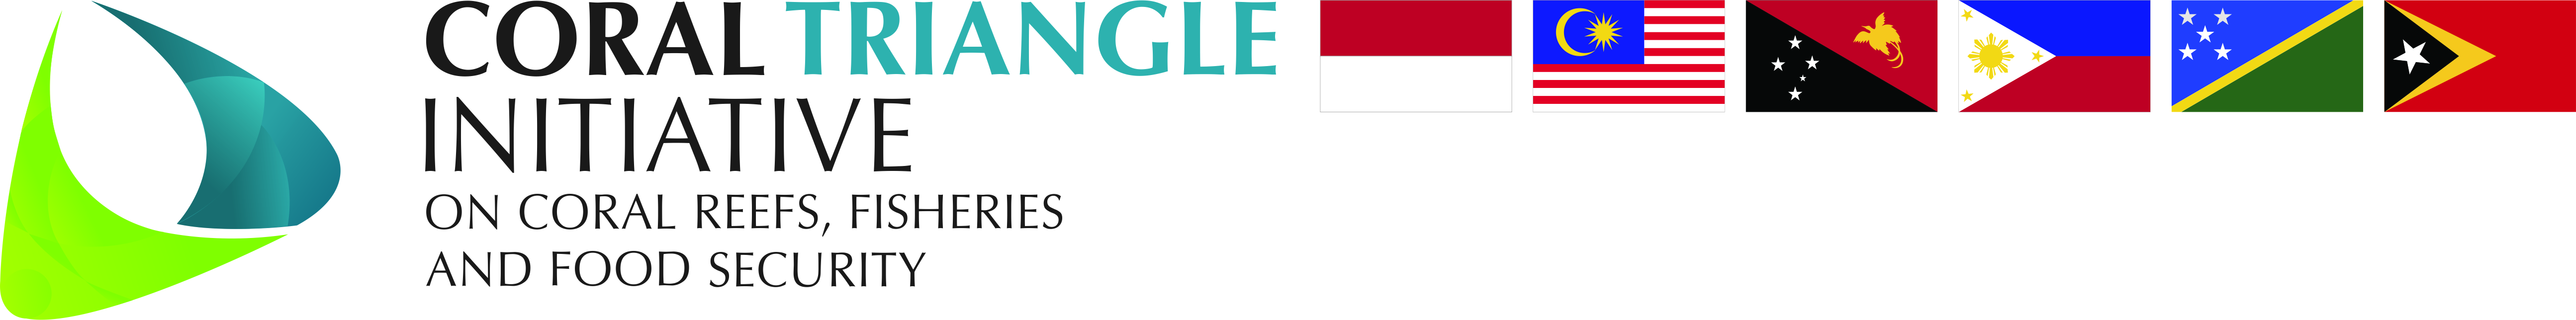 CORAL TRIANGLE
INITIATIVE
ON CORAL REEFS, FISHERIES
AND FOOD SECURITY